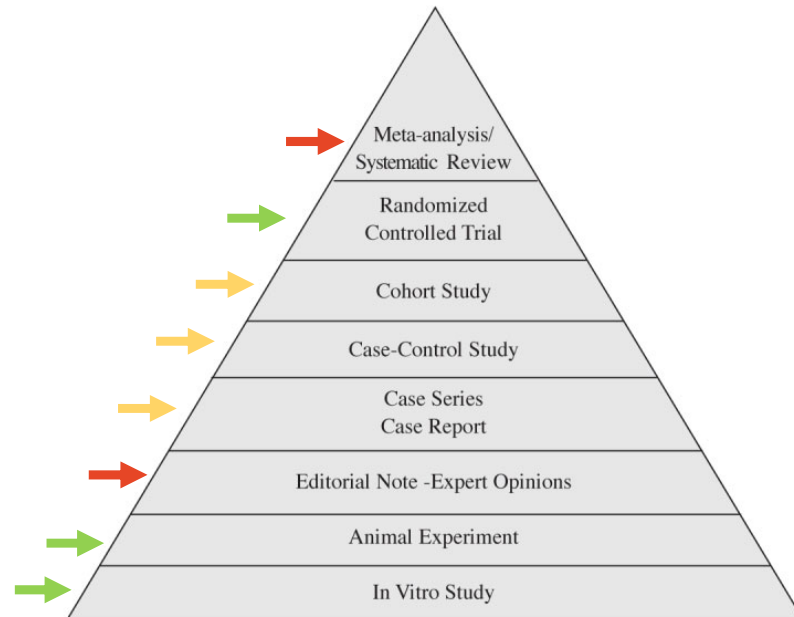 Meta-analysis/
Systematic Review
Randomized
Controlled Trial
Cohort Study
Case-Control Study
Case Series
Case Report
Editorial Note -Expert Opinions
Animal Experiment
In Vitro Study